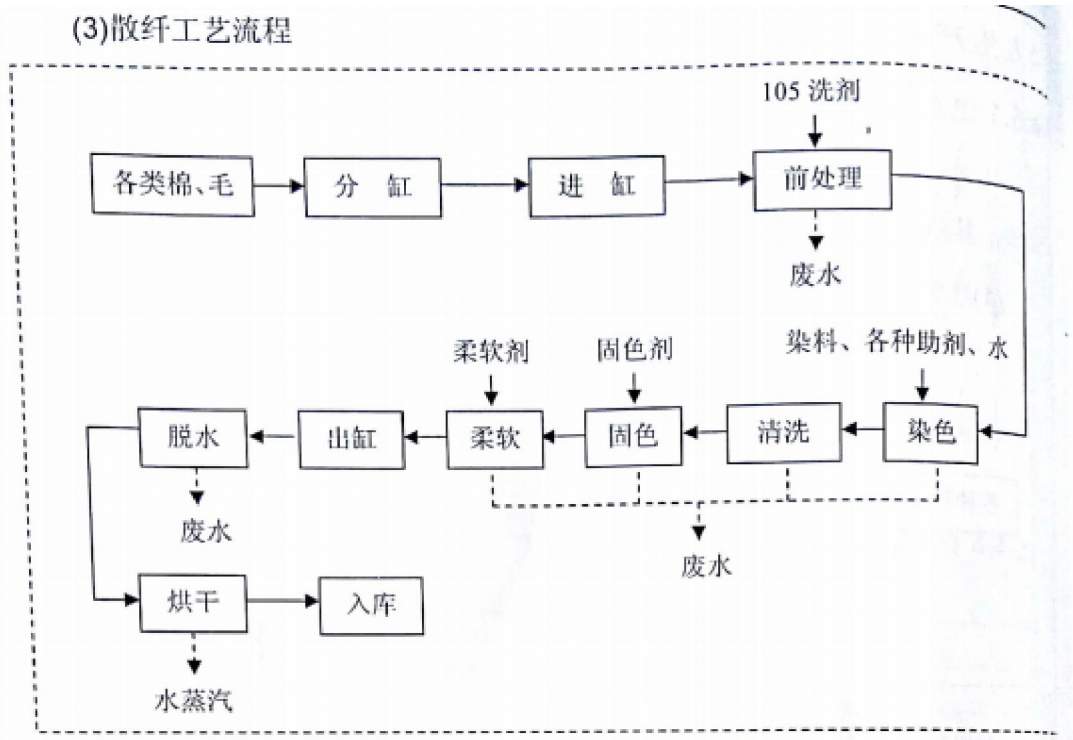 (3)散纤工艺流程
105 洗剂
各类棉、毛
分 缸
进 缸
前处理
废水
柔软剂
固色剂
染料、各种助剂、水
脱水
出缸
柔软
固色
清洗
染色
废水
废水
烘干
入库
水蒸汽